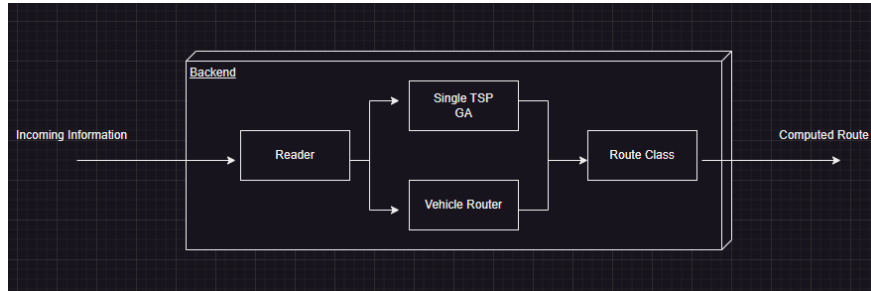 Backend
Incoming Information
Reader
Single TSP
GA
Vehicle Router
Route Class
Computed Route